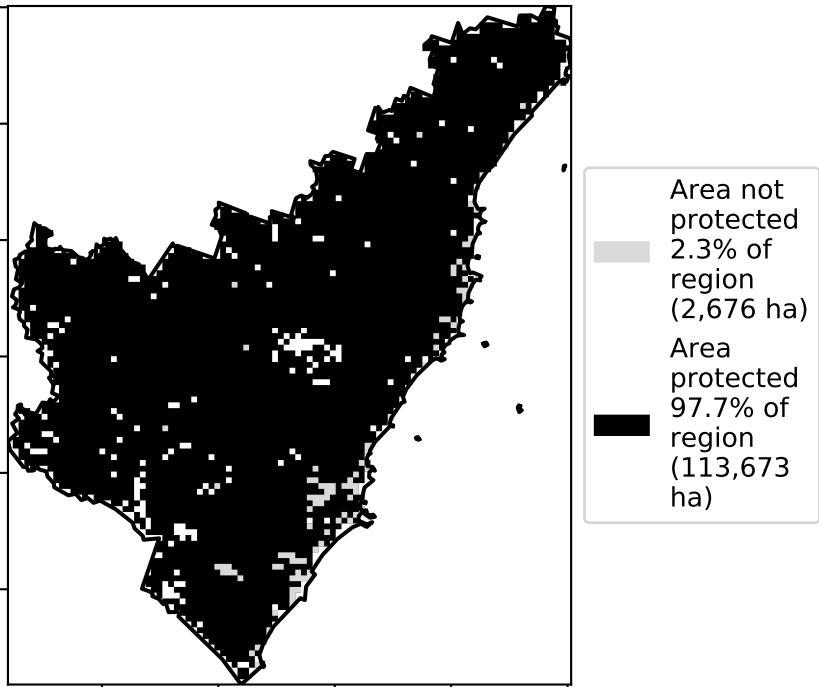 Area not
protected
2.3% of
region
(2,676 ha)
Area
protected
97.7% of
region
(113,673
ha)